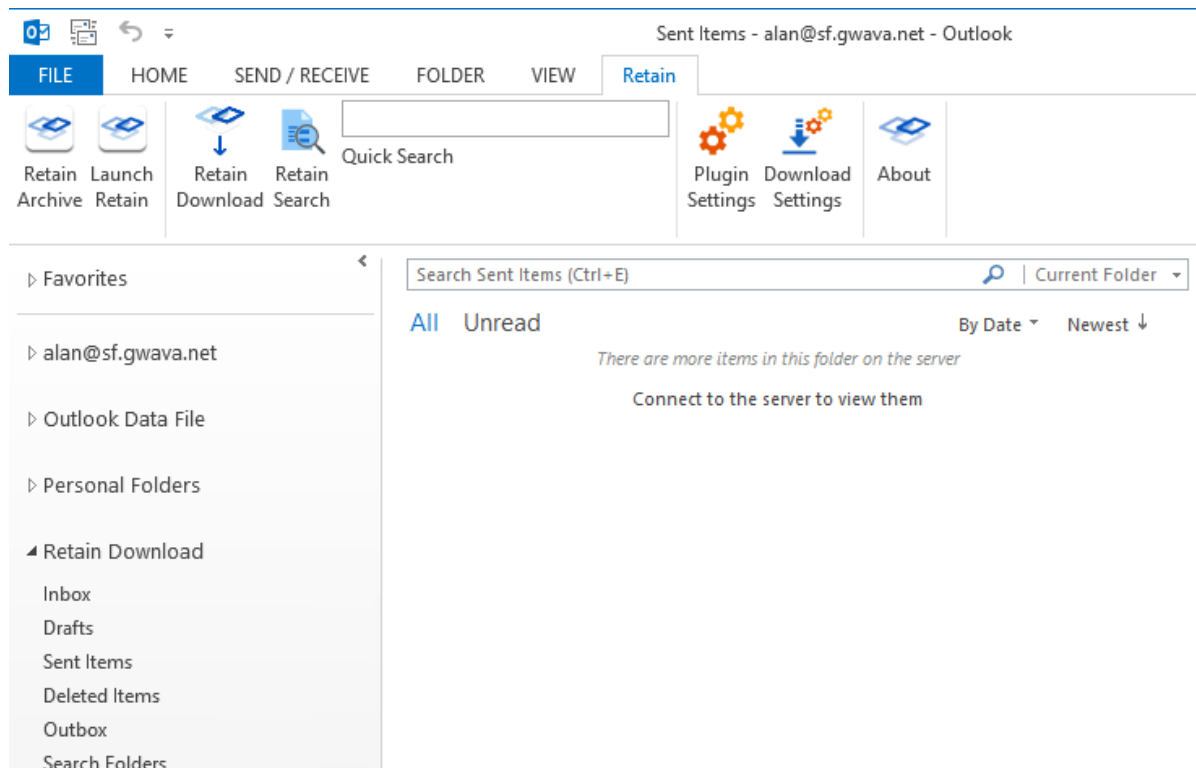 Sent Items - alan@sf.gwava.net - Outlook
FILE HOME SEND / RECEIVE FOLDER VIEW Retain
Retain Archive
Launch Retain
Retain Download
Retain Search
Quick Search
Plugin Settings
Download Settings
About
Favorites
alan@sf.gwava.net
Outlook Data File
Personal Folders
Retain Download
Inbox
Drafts
Sent Items
Deleted Items
Outbox
Search Folders
Search Sent Items (Ctrl+E) Current Folder
All Unread By Date Newest
There are more items in this folder on the server
Connect to the server to view them